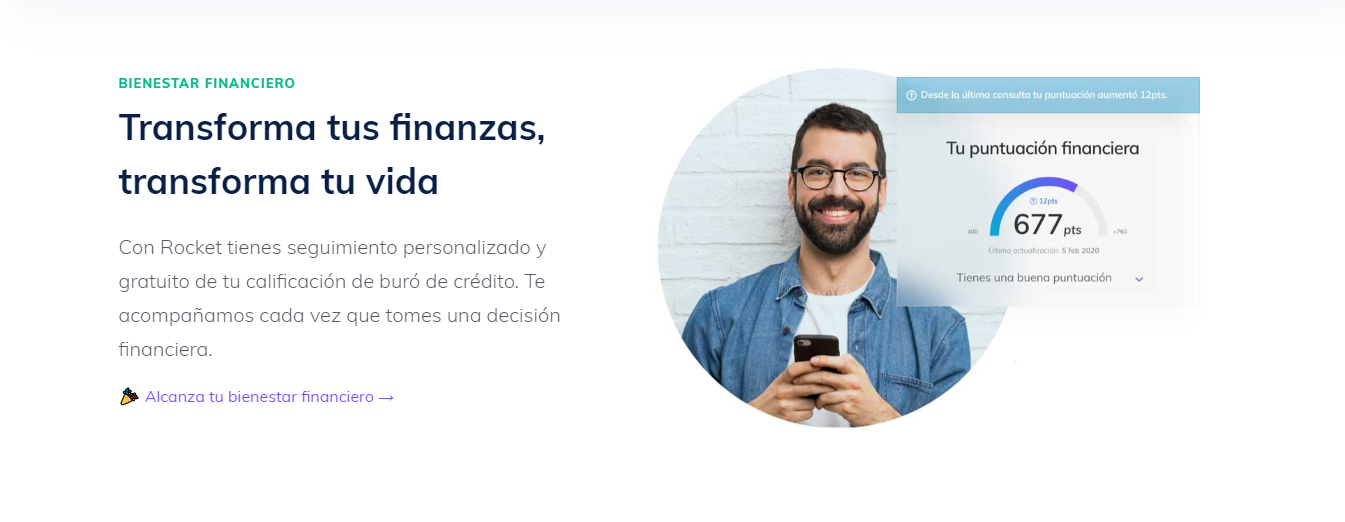 BIENESTAR FINANCIERO
Transforma tus finanzas,
transforma tu vida
Con Rocket tienes seguimiento personalizado y
gratuito de tu calificación de buró de crédito. Te
acompañamos cada vez que tomes una decisión
financiera.
Alcanza tu bienestar financiero →
Desde la última consulta tu puntuación aumentó 12pts.
Tu puntuación financiera
12pts
677 pts
400 +760
Última actualización: 5 feb 2020
Tienes una buena puntuación